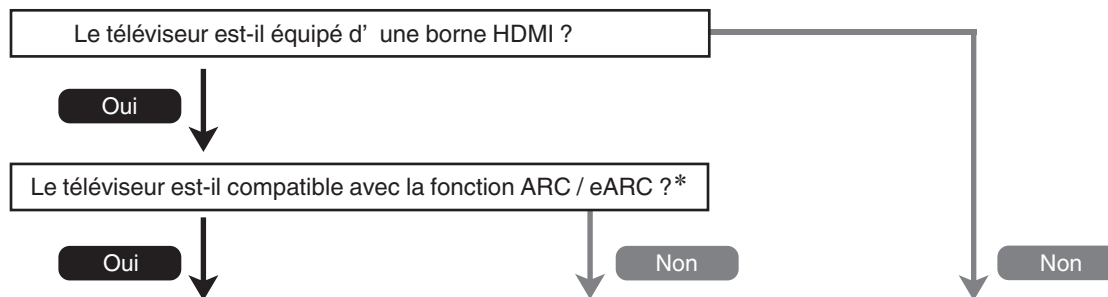 Le téléviseur est-il équipé d’ une borne HDMI ?
Oui
Le téléviseur est-il compatible avec la fonction ARC / eARC ?*
Oui
Non
Non